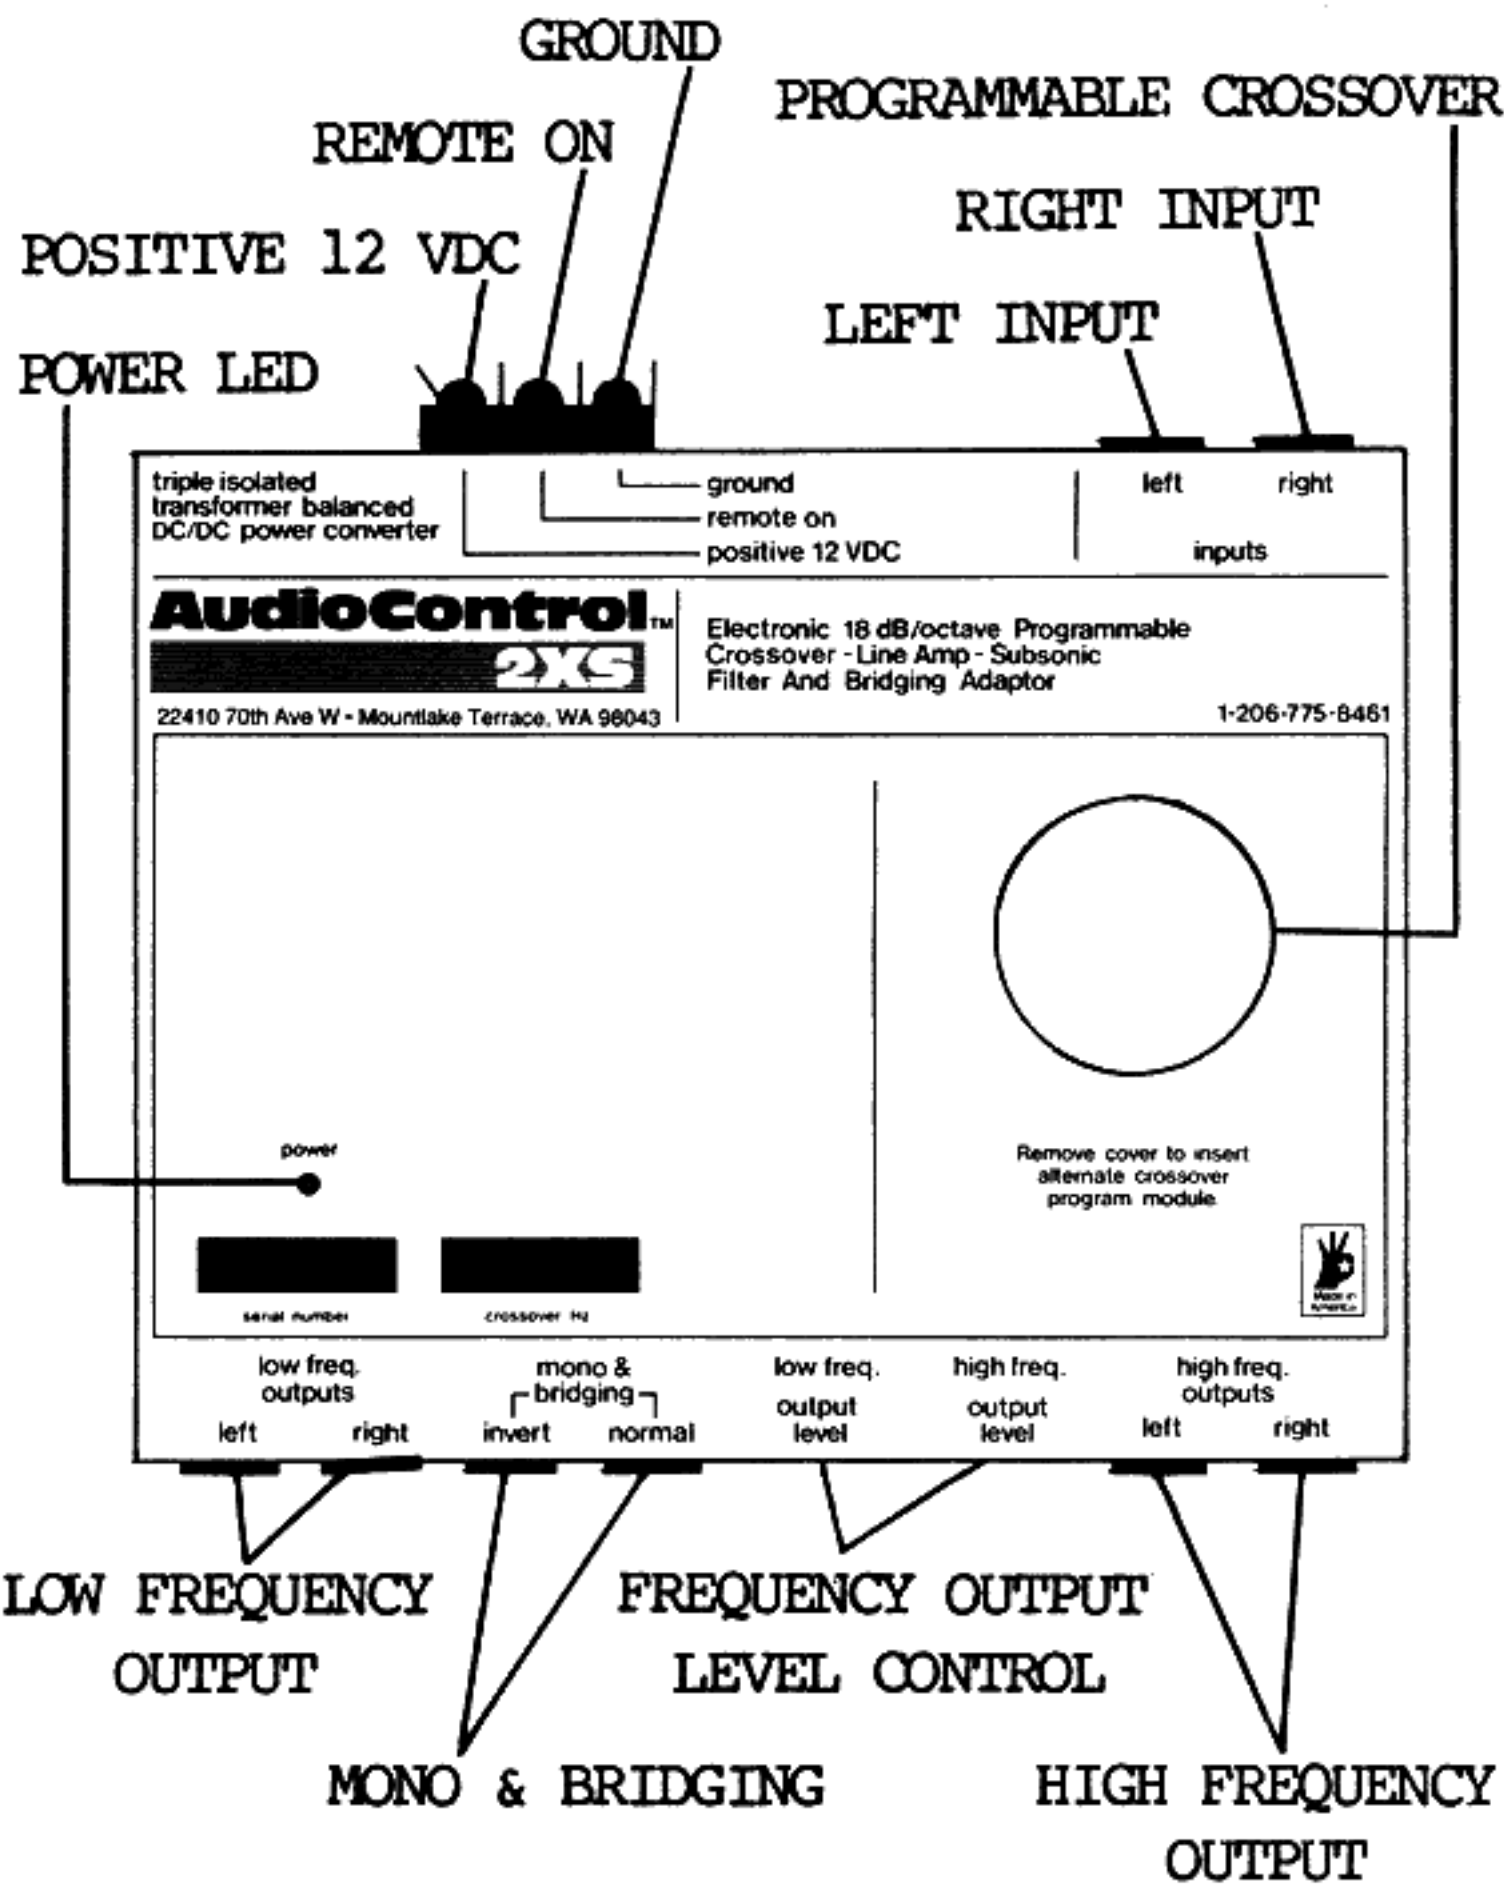 GROUND
PROGRAMMABLE CROSSOVER
REMOTE ON
RIGHT INPUT
POSITIVE 12 VDC
LEFT INPUT
POWER LED
triple isolated
transformer balanced
DC/DC power converter
ground
remote on
positive 12 VDC
left right
inputs
AudioControl™
2XS
22410 70th Ave W - Mountlake Terrace, WA 98043
Electronic 18 dB/octave Programmable
Crossover - Line Amp - Subsonic
Filter And Bridging Adaptor
1-206-775-8461
power
Remove cover to insert
alternate crossover
program module.
serial number
crossover Hz
Made in
America
low freq.
outputs
left right
mono &
bridging
invert normal
low freq.
output
level
high freq.
output
level
high freq.
outputs
left right
LOW FREQUENCY
OUTPUT
FREQUENCY OUTPUT
LEVEL CONTROL
MONO & BRIDGING
HIGH FREQUENCY
OUTPUT